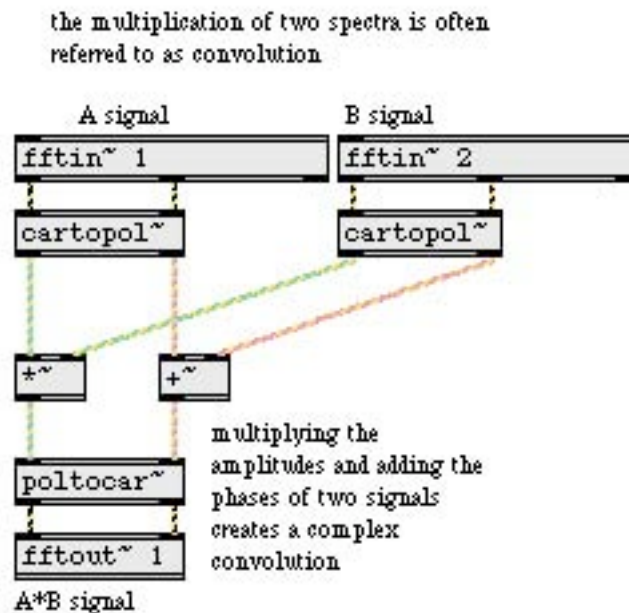 the multiplication of two spectra is often
referred to as convolution
A signal
B signal
fftin~ 1
fftin~ 2
cartopol~
cartopol~
*~
+~
multiplying the
amplitudes and adding the
phases of two signals
creates a complex
convolution
poltocar~
fftout~ 1
A*B signal